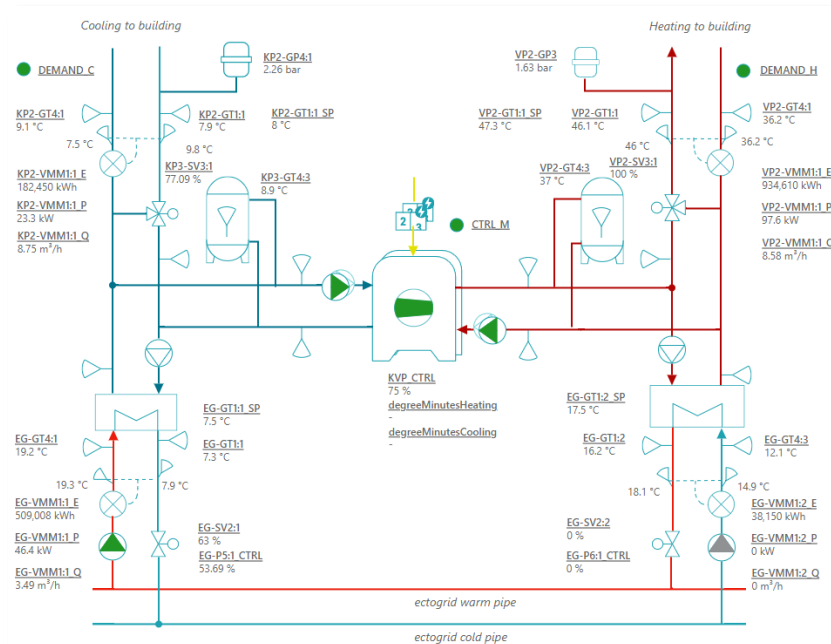 Cooling to building
Heating to building
DEMAND_C
KP2-GP4:1
2.26 bar
VP2-GP3
1.63 bar
DEMAND_H
KP2-GT4:1
9.1 °C
KP2-GT1:1
7.9 °C
KP2-GT1:1_SP
8 °C
VP2-GT1:1_SP
47.3 °C
VP2-GT1:1
46.1 °C
VP2-GT4:1
36.2 °C
7.5 °C
9.8 °C
46 °C
36.2 °C
KP2-VMM1:1_E
182,450 kWh
KP2-VMM1:1_P
23.3 kW
KP2-VMM1:1_Q
8.75 m³/h
KP3-SV3:1
77.09 %
KP3-GT4:3
8.9 °C
2
2
3
CTRL_M
VP2-GT4:3
37 °C
VP2-SV3:1
100 %
VP2-VMM1:1_E
934,610 kWh
VP2-VMM1:1_P
97.6 kW
VP2-VMM1:1_Q
8.58 m³/h
KVP_CTRL
75 %
degreeMinutesHeating
-
degreeMinutesCooling
-
EG-GT1:1_SP
7.5 °C
EG-GT1:1
7.3 °C
EG-GT4:1
19.2 °C
19.3 °C
7.9 °C
EG-VMM1:1_E
509,008 kWh
EG-VMM1:1_P
46.4 kW
EG-VMM1:1_Q
3.49 m³/h
EG-SV2:1
63 %
EG-P5:1_CTRL
53.69 %
EG-GT1:2_SP
17.5 °C
EG-GT1:2
16.2 °C
EG-GT4:3
12.1 °C
18.1 °C
14.9 °C
EG-SV2:2
0 %
EG-P6:1_CTRL
0 %
EG-VMM1:2_E
38,150 kWh
EG-VMM1:2_P
0 kW
EG-VMM1:2_Q
0 m³/h
ectogrid warm pipe
ectogrid cold pipe